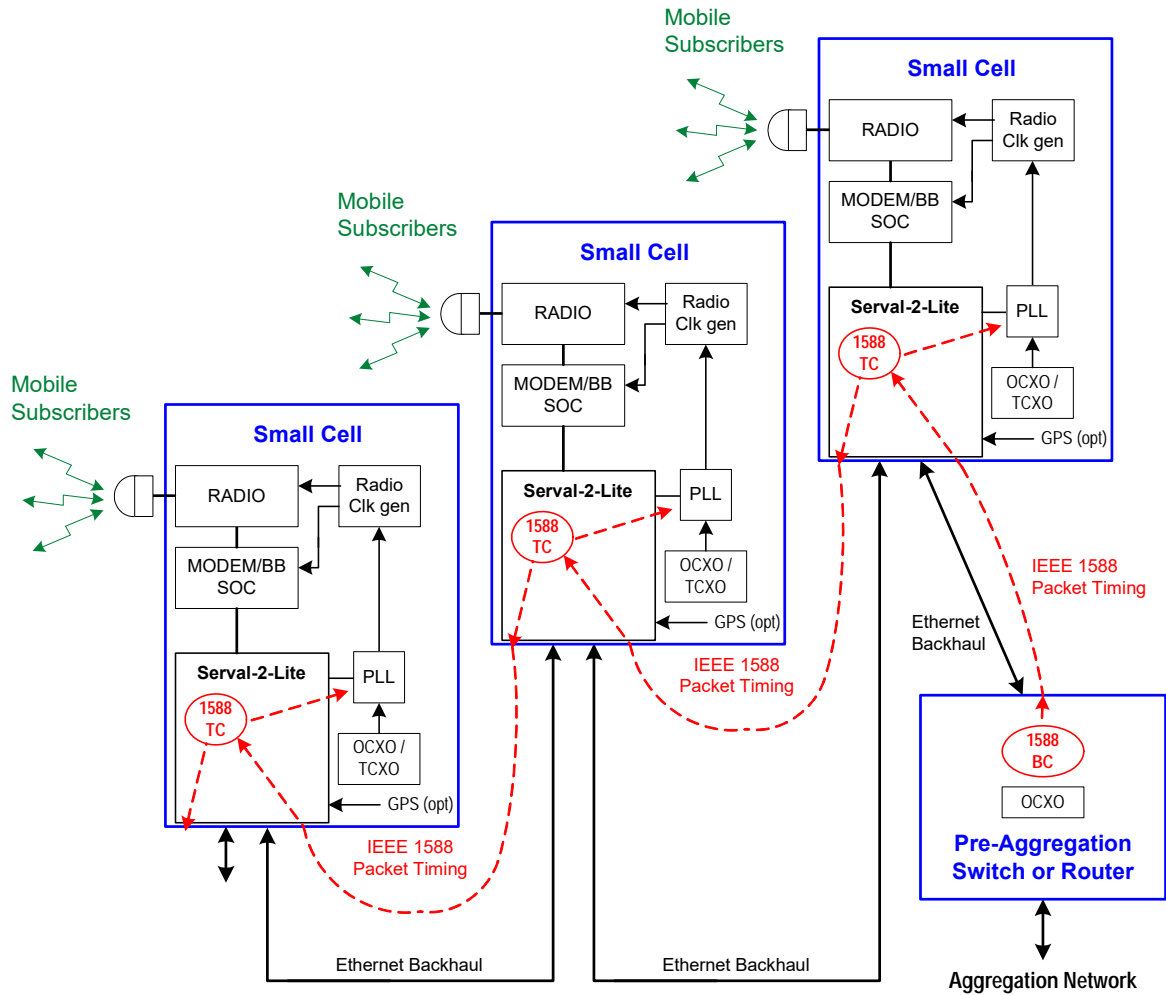 Mobile
Subscribers
Small Cell
RADIO
Radio
Clk gen
MODEM/BB
SOC
Serval-2-Lite
PLL
1588
TC
OCXO /
TCXO
GPS (opt)
Mobile
Subscribers
Small Cell
RADIO
Radio
Clk gen
MODEM/BB
SOC
Serval-2-Lite
PLL
1588
TC
OCXO /
TCXO
GPS (opt)
Mobile
Subscribers
Small Cell
RADIO
Radio
Clk gen
MODEM/BB
SOC
Serval-2-Lite
PLL
1588
TC
OCXO /
TCXO
GPS (opt)
IEEE 1588
Packet Timing
Ethernet
Backhaul
IEEE 1588
Packet Timing
IEEE 1588
Packet Timing
1588
BC
OCXO
Pre-Aggregation
Switch or Router
Ethernet Backhaul
Ethernet Backhaul
Aggregation Network